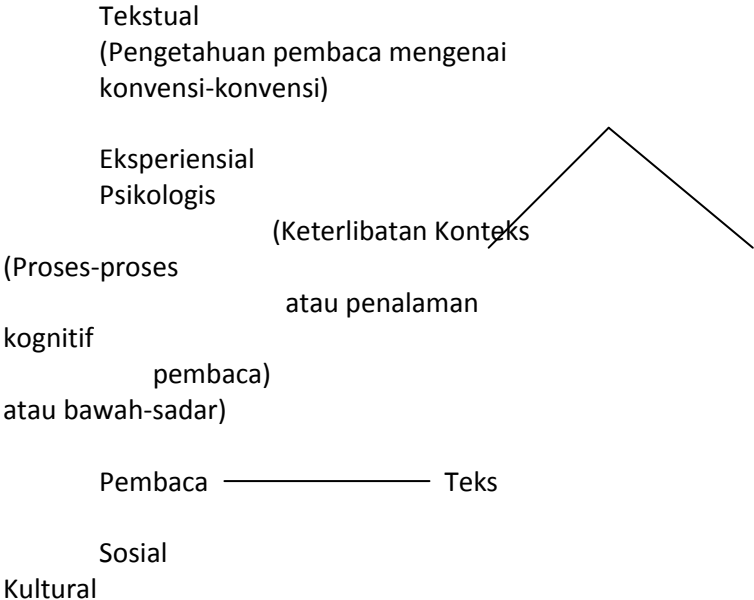 Tekstual
(Pengetahuan pembaca mengenai
konvensi-konvensi)
Eksperiensial
Psikologis
(Keterlibatan Konteks
(Proses-proses
atau penalaman
kognitif
pembaca)
atau bawah-sadar)
Pembaca Teks
Sosial
Kultural